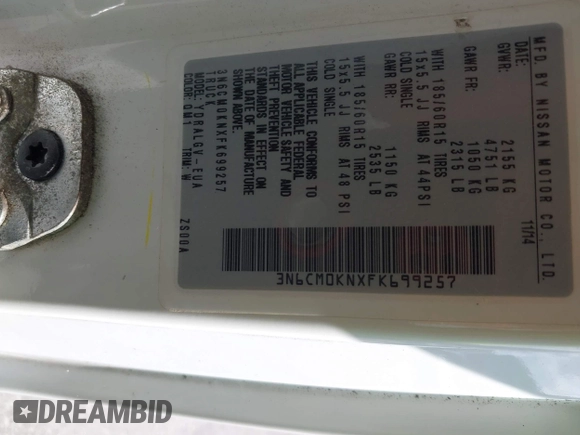 MFD. BY NISSAN MOTOR CO., LTD.
DATE: 11/14
GVWR: 2155 KG
4751 LB
GAWR FR: 1050 KG
2315 LB
WITH 185/60R15 TIRES
15x5.5 JJ RIMS AT 44PSI
COLD SINGLE
GAWR RR: 1150 KG
2535 LB
WITH 185/60R15 TIRES
15x5.5 JJ RIMS AT 48 PSI
COLD SINGLE
THIS VEHICLE CONFORMS TO
ALL APPLICABLE FEDERAL
MOTOR VEHICLE SAFETY AND
THEFT PREVENTION
STANDARDS IN EFFECT ON
THE DATE OF MANUFACTURE
SHOWN ABOVE.
3N6CM0KNXFK699257
TRUCK
MODEL: YDRALGV-EUA
COLOR: QM1 TRIM: W
ZS00A
3N6CM0KNXFK699257
DREAMBID